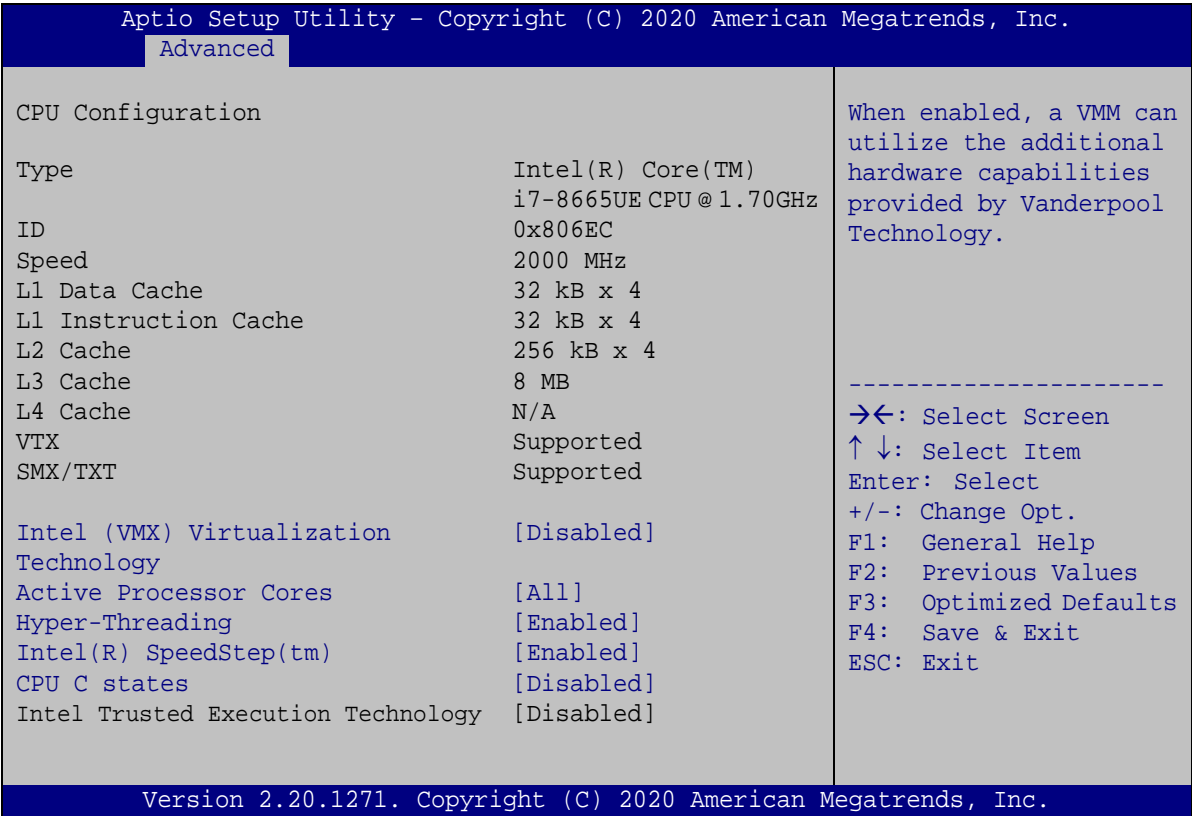 Aptio Setup Utility – Copyright (C) 2020 American Megatrends, Inc.
Advanced
CPU Configuration
Type Intel(R) Core(TM)
i7-8665UE CPU @ 1.70GHz
ID 0x806EC
Speed 2000 MHz
L1 Data Cache 32 kB x 4
L1 Instruction Cache 32 kB x 4
L2 Cache 256 kB x 4
L3 Cache 8 MB
L4 Cache N/A
VTX Supported
SMX/TXT Supported
Intel (VMX) Virtualization [Disabled]
Technology
Active Processor Cores [All]
Hyper-Threading [Enabled]
Intel(R) SpeedStep(tm) [Enabled]
CPU C states [Disabled]
Intel Trusted Execution Technology [Disabled]
When enabled, a VMM can
utilize the additional
hardware capabilities
provided by Vanderpool
Technology.
----------------------
→←: Select Screen
↑ ↓: Select Item
Enter: Select
+/-: Change Opt.
F1: General Help
F2: Previous Values
F3: Optimized Defaults
F4: Save & Exit
ESC: Exit
Version 2.20.1271. Copyright (C) 2020 American Megatrends, Inc.